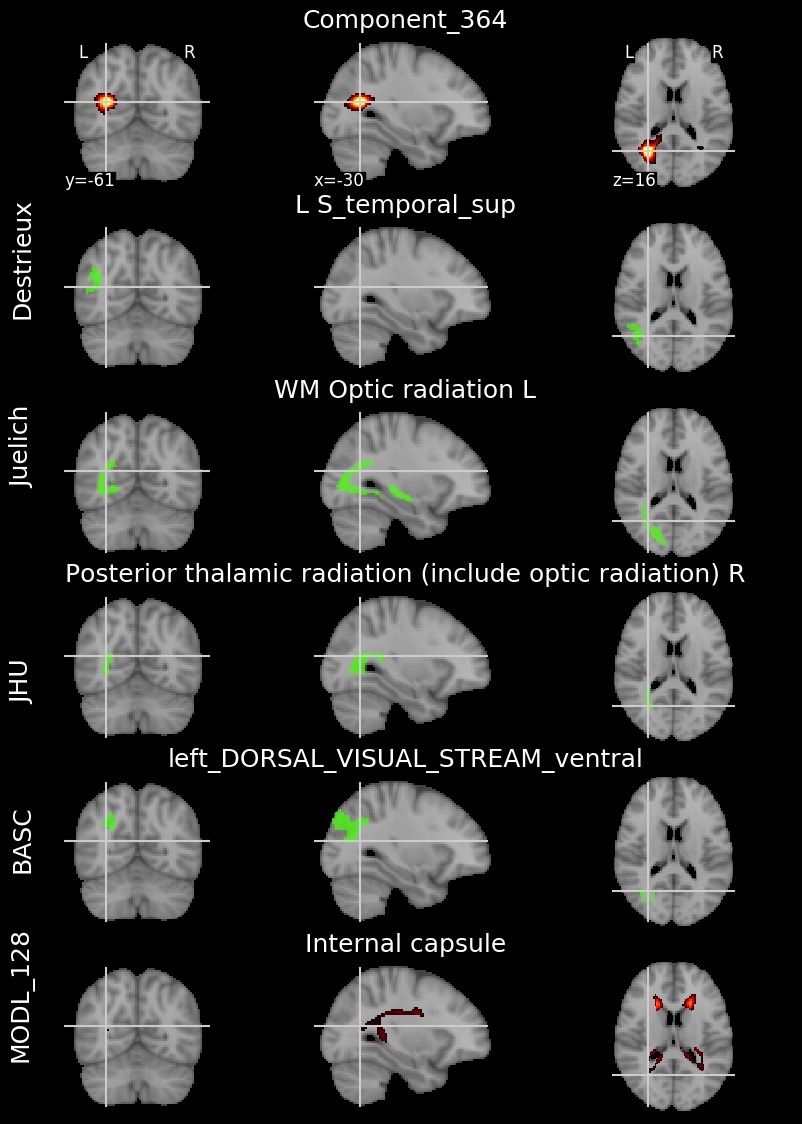 Component_364
L R
L R
y=-61
x=-30
z=16
L S_temporal_sup
Destrieux
WM Optic radiation L
Juelich
Posterior thalamic radiation (include optic radiation) R
JHU
left_DORSAL_VISUAL_STREAM_ventral
BASC
Internal capsule
MODL_128